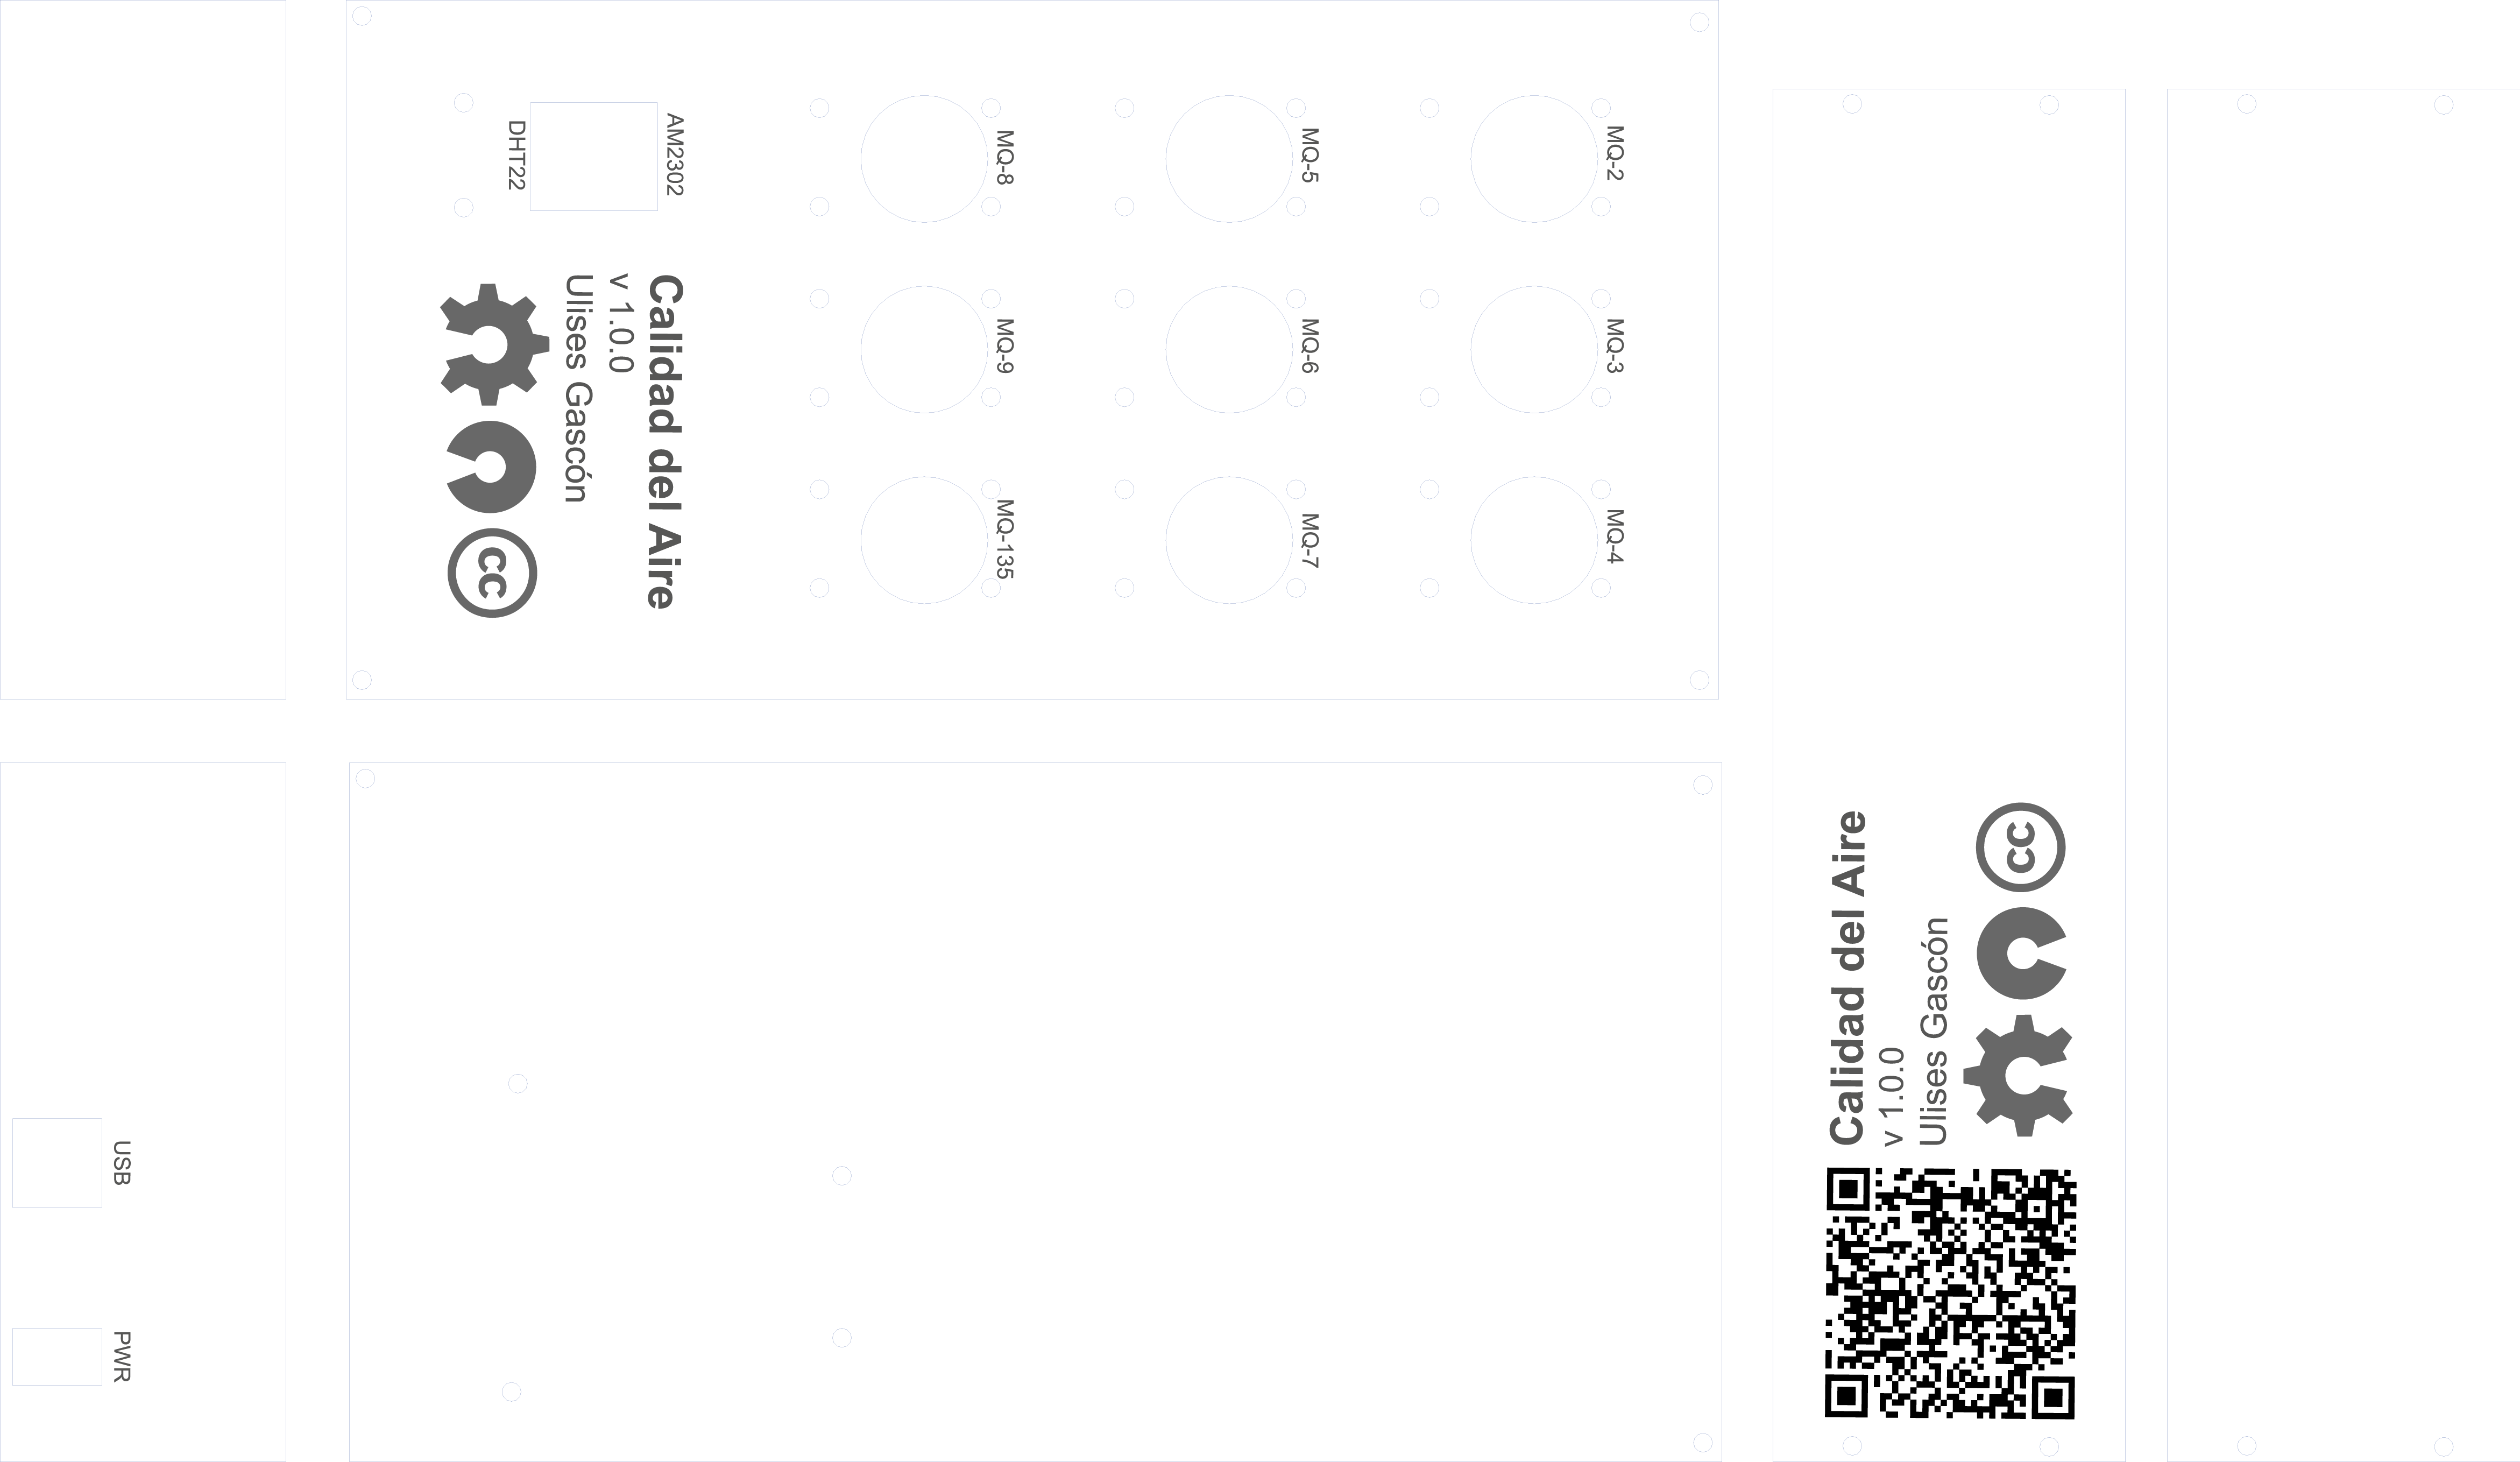 AM2302
DHT22
MQ-8
MQ-5
MQ-2
MQ-9
MQ-6
MQ-3
MQ-135
MQ-7
MQ-4
Calidad del Aire
v 1.0.0
Ulises Gascón
cc
USB
PWR
Calidad del Aire
v 1.0.0
Ulises Gascón
cc